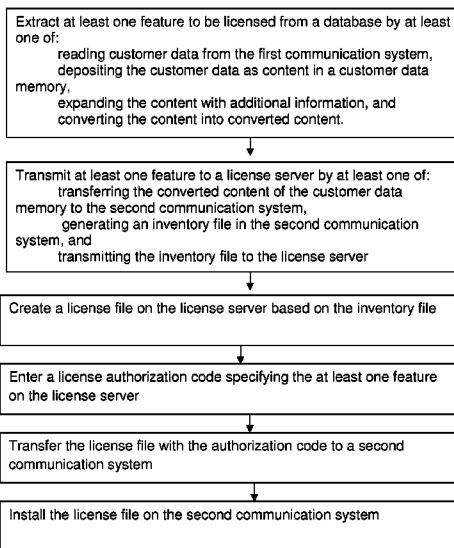 Extract at least one feature to be licensed from a database by at least
one of:
reading customer data from the first communication system,
depositing the customer data as content in a customer data
memory,
expanding the content with additional information, and
converting the content into converted content.
Transmit at least one feature to a license server by at least one of:
transferring the converted content of the customer data
memory to the second communication system,
generating an inventory file in the second communication
system, and
transmitting the inventory file to the license server
Create a license file on the license server based on the inventory file
Enter a license authorization code specifying the at least one feature
on the license server
Transfer the license file with the authorization code to a second
communication system
Install the license file on the second communication system